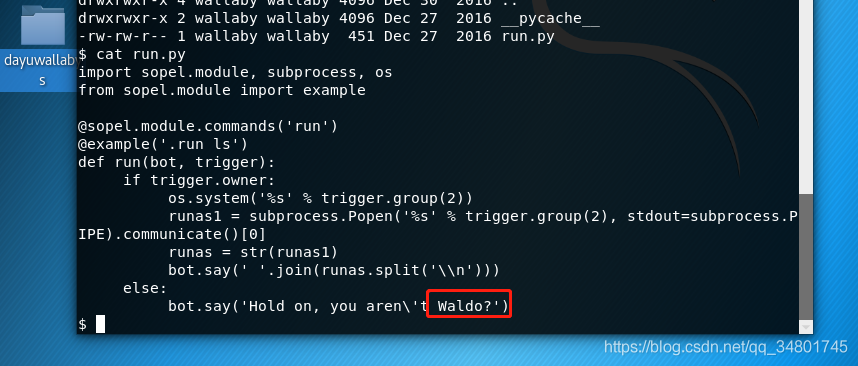 drwxrwxr-x 4 wallaby wallaby 4096 Dec 30  2016 ..
drwxrwxr-x 2 wallaby wallaby 4096 Dec 27  2016 __pycache__
-rw-rw-r-- 1 wallaby wallaby  451 Dec 27  2016 run.py
$ cat run.py
import sopel.module, subprocess, os
from sopel.module import example
@sopel.module.commands('run')
@example('.run ls')
def run(bot, trigger):
     if trigger.owner:
          os.system('%s' % trigger.group(2))
          runas1 = subprocess.Popen('%s' % trigger.group(2), stdout=subprocess.P
IPE).communicate()[0]
          runas = str(runas1)
          bot.say(' '.join(runas.split('\\n')))
     else:
          bot.say('Hold on, you aren\'t Waldo?')
$
dayuwallaby
s
https://blog.csdn.net/qq_34801745